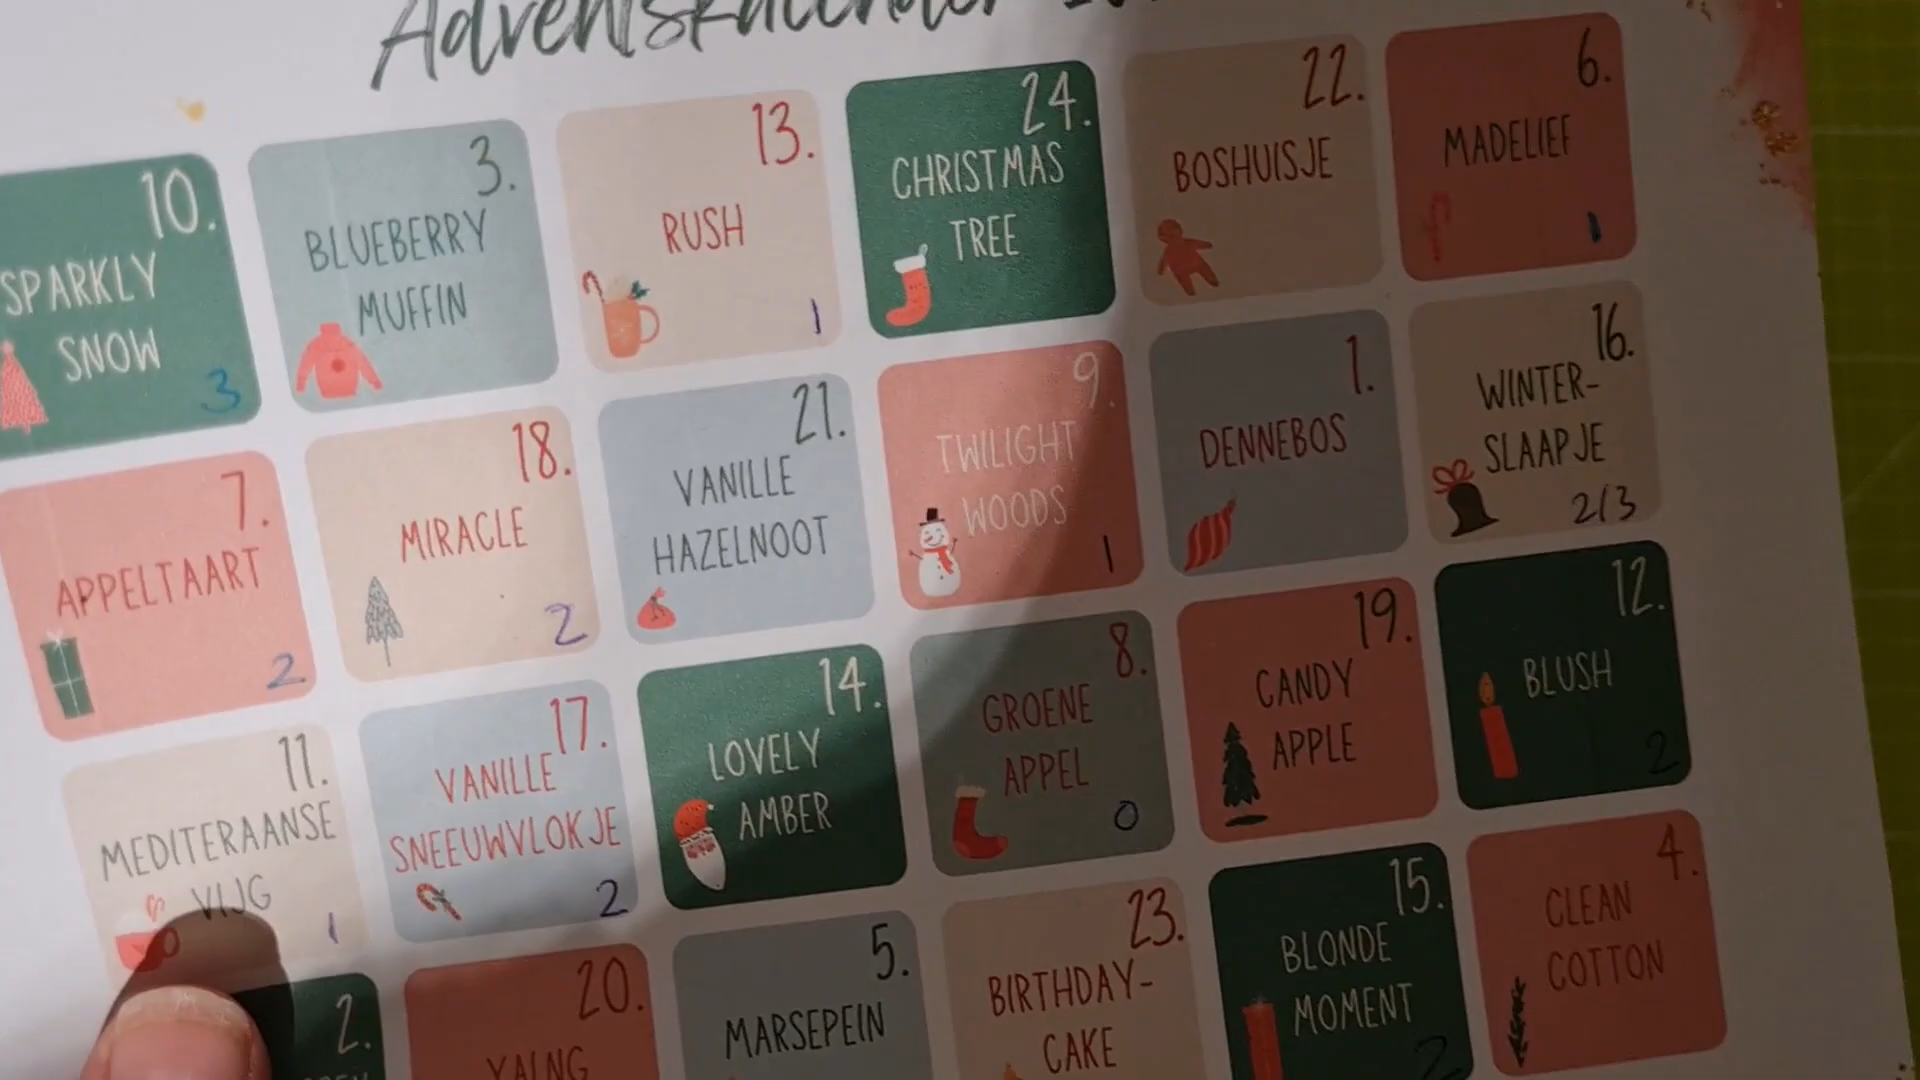 Adventskalender
10.
SPARKLY
SNOW
3
3.
BLUEBERRY
MUFFIN
13.
RUSH
1
24.
CHRISTMAS
TREE
22.
BOSHUISJE
6.
MADELIEF
1
7.
APPELTAART
2
18.
MIRACLE
2
21.
VANILLE
HAZELNOOT
9.
TWILIGHT
WOODS
1
1.
DENNEBOS
16.
WINTER-
SLAAPJE
2/3
11.
MEDITERAANSE
VIJG
1
17.
VANILLE
SNEEUWVLOKJE
2
14.
LOVELY
AMBER
8.
GROENE
APPEL
0
19.
CANDY
APPLE
12.
BLUSH
2
2.
20.
5.
MARSEPEIN
23.
BIRTHDAY-
CAKE
15.
BLONDE
MOMENT
2
4.
CLEAN
COTTON